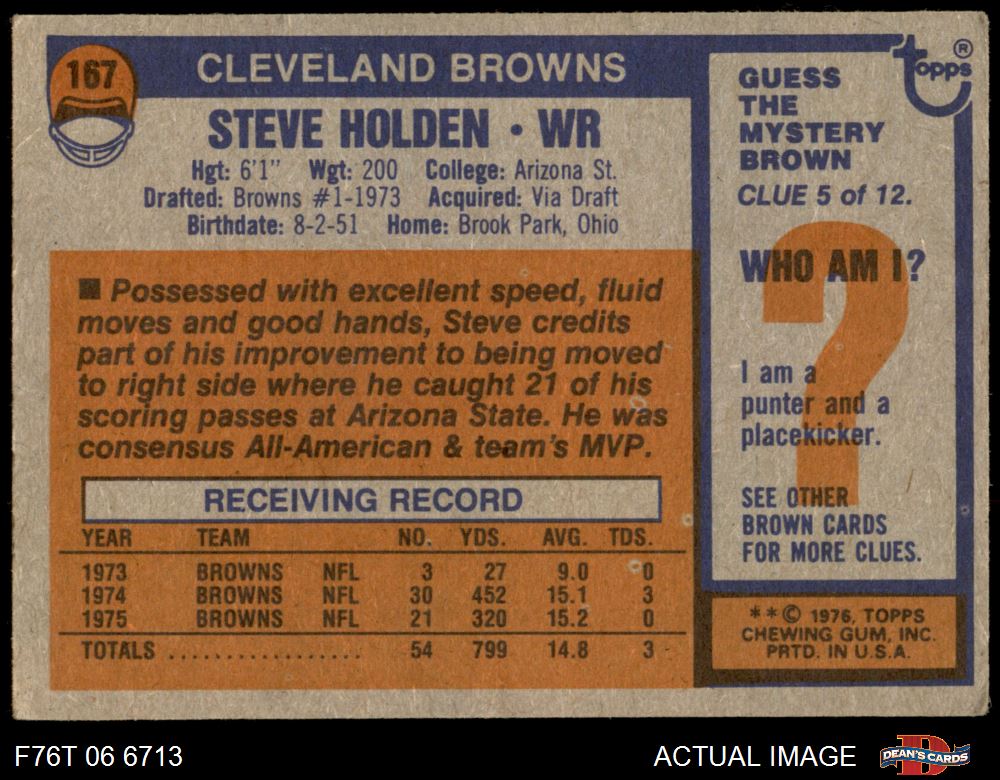 167
CLEVELAND BROWNS
STEVE HOLDEN • WR
Hgt: 6'1" Wgt: 200 College: Arizona St.
Drafted: Browns #1-1973 Acquired: Via Draft
Birthdate: 8-2-51 Home: Brook Park, Ohio
■ Possessed with excellent speed, fluid
moves and good hands, Steve credits
part of his improvement to being moved
to right side where he caught 21 of his
scoring passes at Arizona State. He was
consensus All-American & team's MVP.
RECEIVING RECORD
YEAR TEAM NO. YDS. AVG. TDS.
1973 BROWNS NFL 3 27 9.0 0
1974 BROWNS NFL 30 452 15.1 3
1975 BROWNS NFL 21 320 15.2 0
TOTALS .................. 54 799 14.8 3
topps®
GUESS
THE
MYSTERY
BROWN
CLUE 5 of 12.
WHO AM I?
?
I am a
punter and a
placekicker.
SEE OTHER
BROWN CARDS
FOR MORE CLUES.
**© 1976, TOPPS
CHEWING GUM, INC.
PRTD. IN U.S.A.
F76T 06 6713
ACTUAL IMAGE
D
DEAN'S CARDS